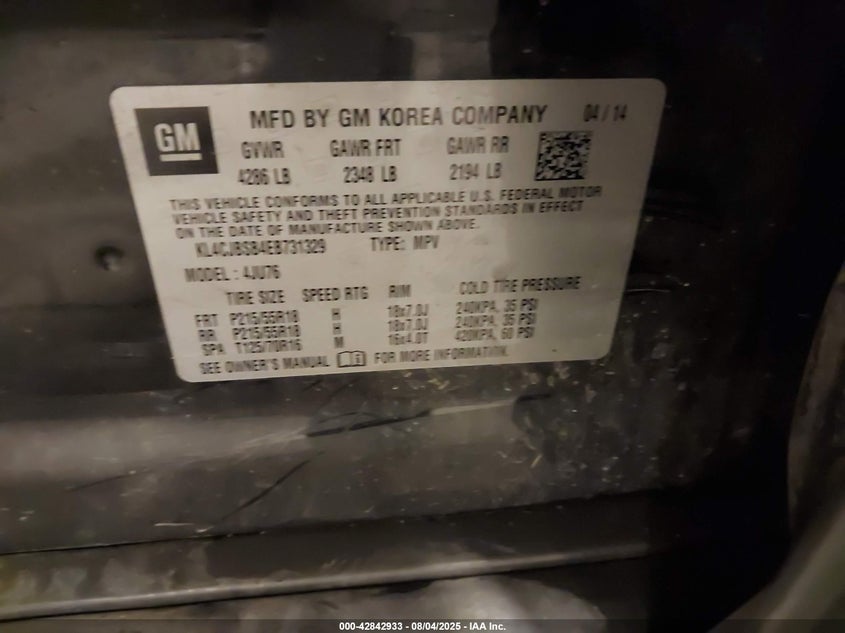 GM
MFD BY GM KOREA COMPANY 04/14
GVWR GAWR FRT GAWR RR
4286 LB 2348 LB 2194 LB
THIS VEHICLE CONFORMS TO ALL APPLICABLE U.S. FEDERAL MOTOR
VEHICLE SAFETY AND THEFT PREVENTION STANDARDS IN EFFECT
ON THE DATE OF MANUFACTURE SHOWN ABOVE.
KL4CJBSB4EB731329 TYPE: MPV
MODEL: 4JU76
TIRE SIZE SPEED RTG RIM COLD TIRE PRESSURE
FRT P215/55R18 H 18x7.0J 240KPA, 35 PSI
RR P215/55R18 H 18x7.0J 240KPA, 35 PSI
SPA T125/70R16 M 16x4.0T 420KPA, 60 PSI
SEE OWNER'S MANUAL FOR MORE INFORMATION.
000-42842933 - 08/04/2025 - IAA Inc.